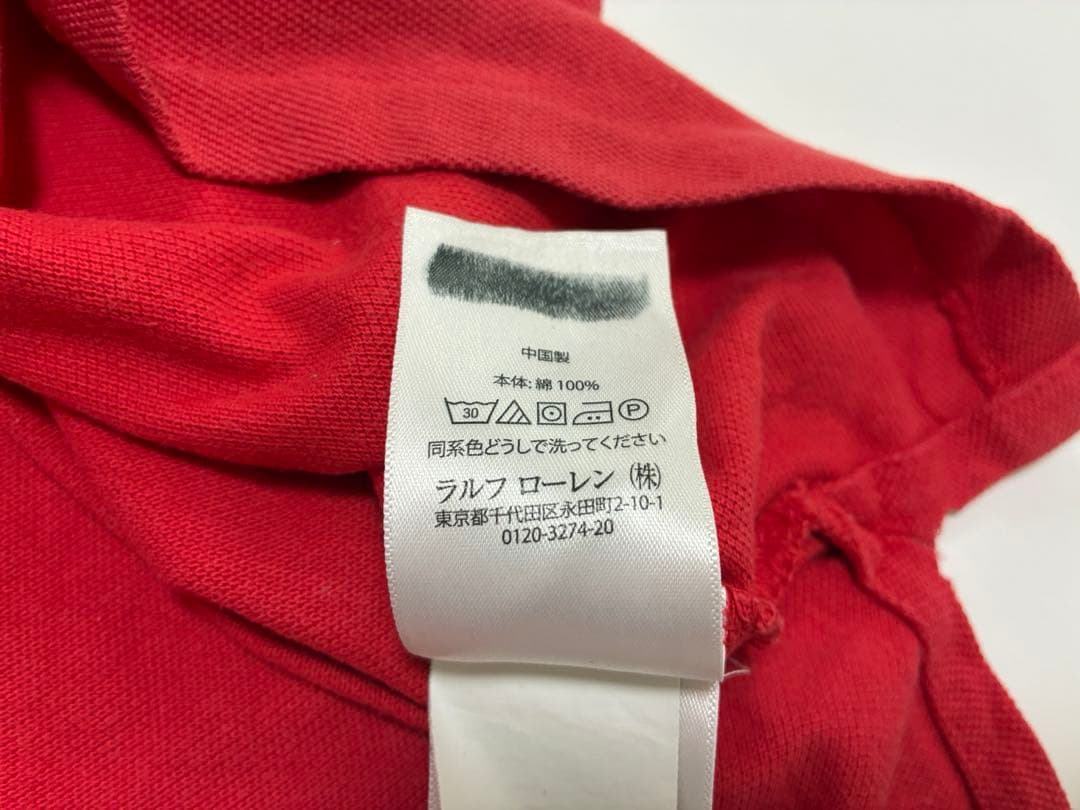 中国製
本体: 綿 100%
30 P
同系色どうしで洗ってください
ラルフ ローレン (株)
東京都千代田区永田町2-10-1
0120-3274-20